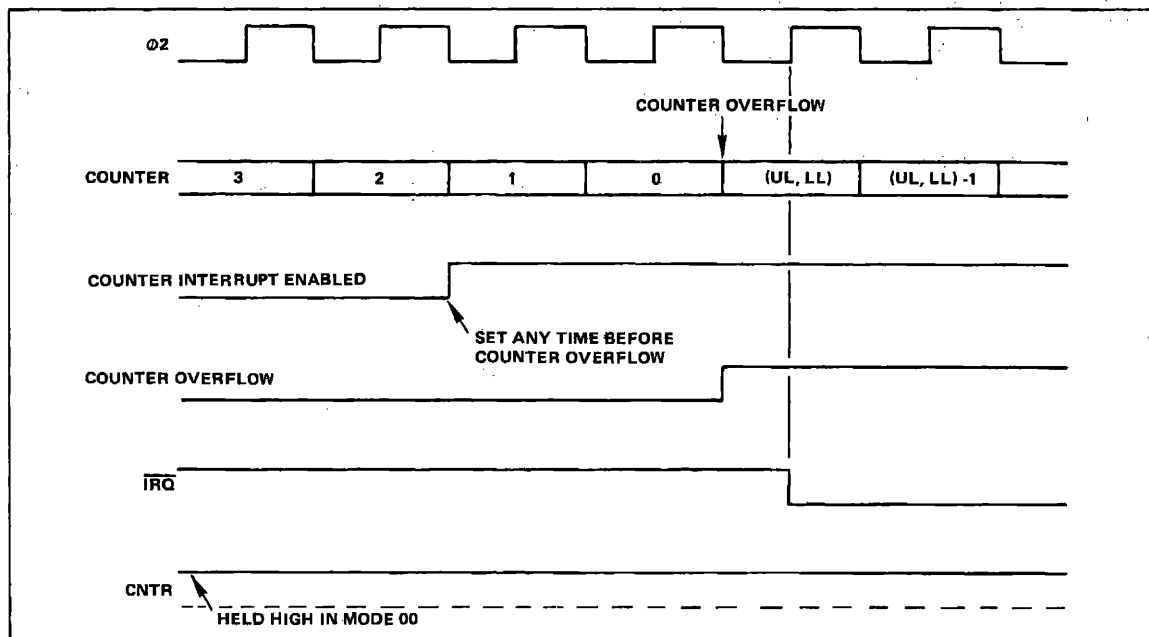 Φ2
COUNTER OVERFLOW
COUNTER 3 2 1 0 (UL, LL) (UL, LL) -1
COUNTER INTERRUPT ENABLED
SET ANY TIME BEFORE
COUNTER OVERFLOW
COUNTER OVERFLOW
IRQ
CNTR
HELD HIGH IN MODE 00